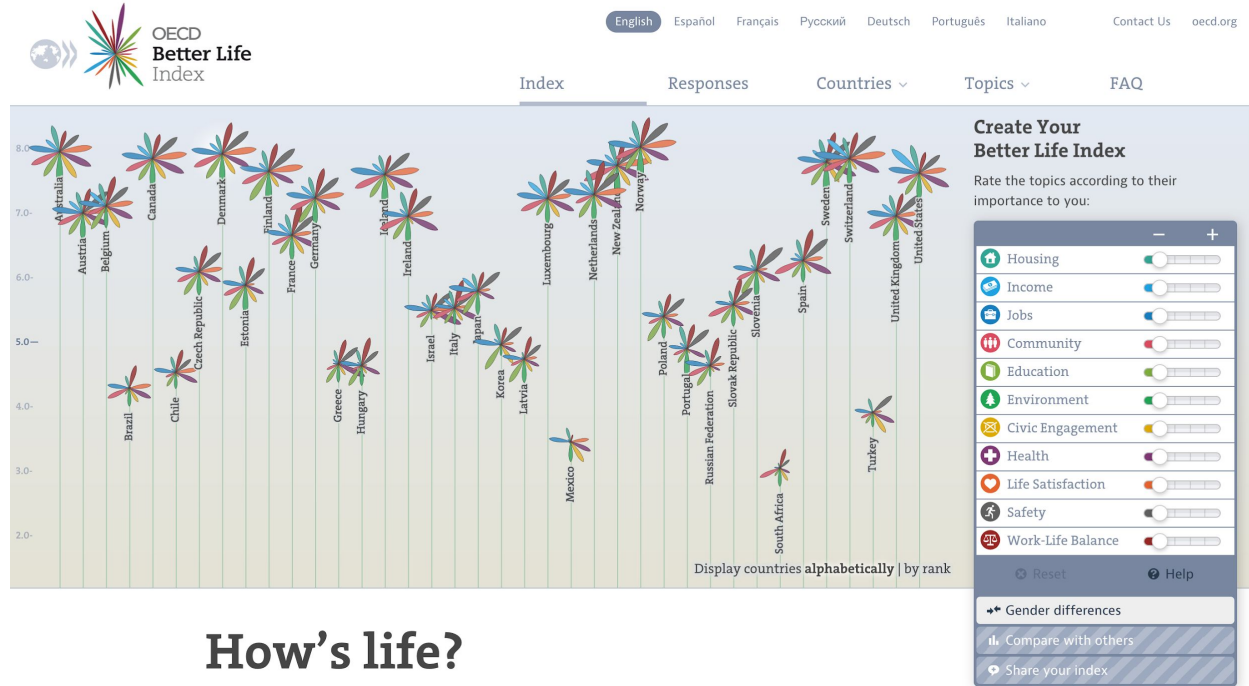 OECD
Better Life
Index
English Español Français Русский Deutsch Português Italiano Contact Us oecd.org
Index Responses Countries Topics FAQ
8.0
7.0-
6.0-
5.0—
4.0-
3.0-
2.0-
Australia
Austria
Belgium
Brazil
Canada
Chile
Czech Republic
Denmark
Estonia
Finland
France
Germany
Greece
Hungary
Iceland
Ireland
Israel
Italy
Japan
Korea
Latvia
Luxembourg
Mexico
Netherlands
New Zealand
Norway
Poland
Portugal
Russian Federation
Slovak Republic
Slovenia
South Africa
Spain
Sweden
Switzerland
Turkey
United Kingdom
United States
Display countries alphabetically | by rank
Create Your
Better Life Index
Rate the topics according to their
importance to you:
− +
Housing
Income
Jobs
Community
Education
Environment
Civic Engagement
Health
Life Satisfaction
Safety
Work-Life Balance
Reset Help
Gender differences
Compare with others
Share your index
How's life?